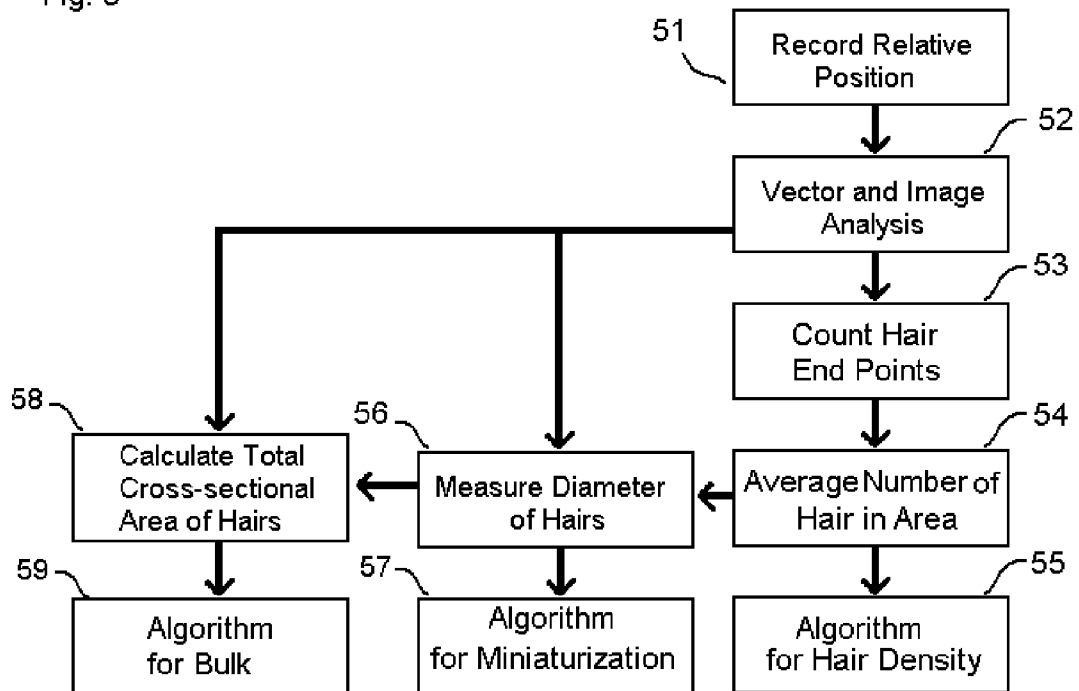 Fig.
51
Record Relative
Position
52
Vector and Image
Analysis
53
Count Hair
End Points
58
Calculate Total
Cross-sectional
Area of Hairs
56
Measure Diameter
of Hairs
54
Average Number of
Hair in Area
59
Algorithm
for Bulk
57
Algorithm
for Miniaturization
55
Algorithm
for Hair Density